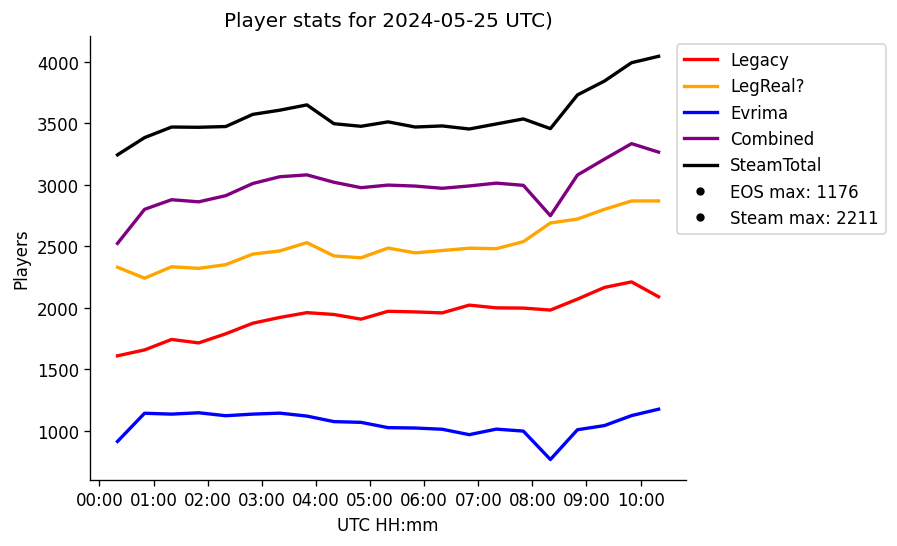 Player stats for 2024-05-25 UTC)
Legacy
LegReal?
Evrima
Combined
SteamTotal
EOS max: 1176
Steam max: 2211
Players
4000
3500
3000
2500
2000
1500
1000
00:00 01:00 02:00 03:00 04:00 05:00 06:00 07:00 08:00 09:00 10:00
UTC HH:mm